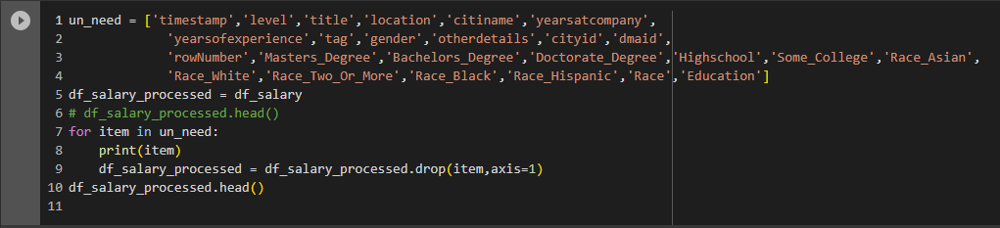 1 un_need = ['timestamp','level','title','location','citiname','yearsatcompany',
2            'yearsofexperience','tag','gender','otherdetails','cityid','dmaid',
3            'rowNumber','Masters_Degree','Bachelors_Degree','Doctorate_Degree','Highschool','Some_College','Race_Asian',
4            'Race_White','Race_Two_Or_More','Race_Black','Race_Hispanic','Race','Education']
5 df_salary_processed = df_salary
6 # df_salary_processed.head()
7 for item in un_need:
8     print(item)
9     df_salary_processed = df_salary_processed.drop(item,axis=1)
10 df_salary_processed.head()
11